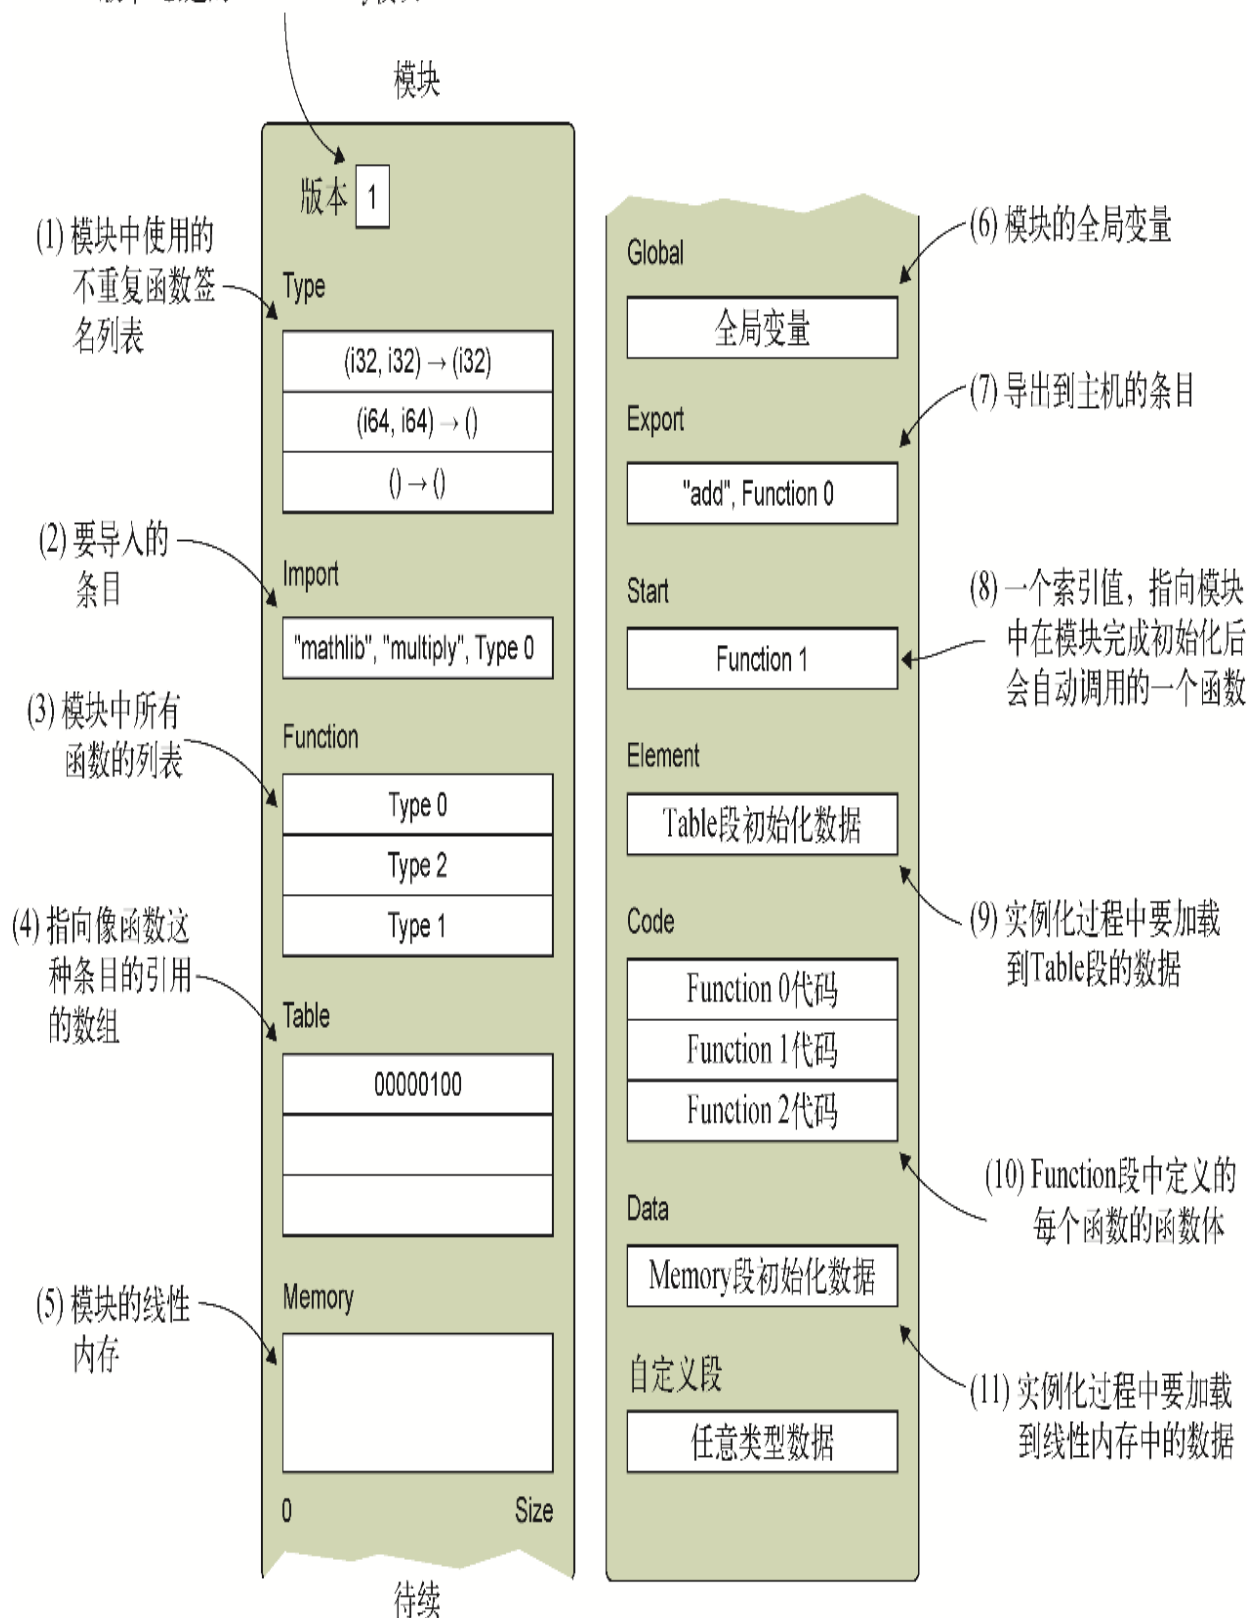 模块
版本 1
(1) 模块中使用的
不重复函数签
名列表
Type
(i32, i32) → (i32)
(i64, i64) → ()
() → ()
(2) 要导入的
条目
Import
"mathlib", "multiply", Type 0
(3) 模块中所有
函数的列表
Function
Type 0
Type 2
Type 1
(4) 指向像函数这
种条目的引用
的数组
Table
00000100
(5) 模块的线性
内存
Memory
0 Size
待续
Global
全局变量
(6) 模块的全局变量
Export
"add", Function 0
(7) 导出到主机的条目
Start
Function 1
(8) 一个索引值，指向模块
中在模块完成初始化后
会自动调用的一个函数
Element
Table段初始化数据
(9) 实例化过程中要加载
到Table段的数据
Code
Function 0代码
Function 1代码
Function 2代码
(10) Function段中定义的
每个函数的函数体
Data
Memory段初始化数据
(11) 实例化过程中要加载
到线性内存中的数据
自定义段
任意类型数据